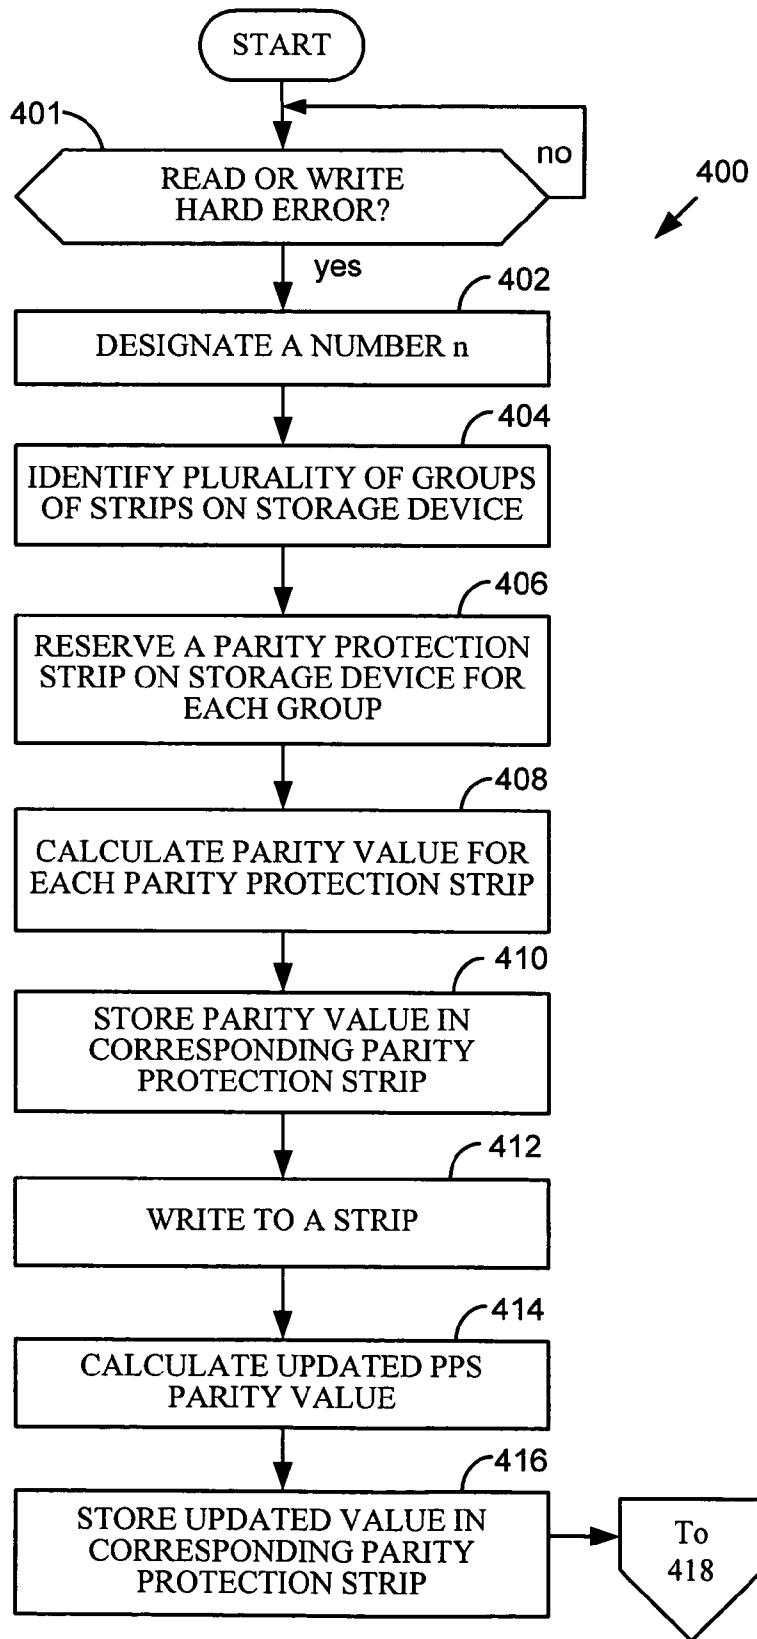 START
401
no
READ OR WRITE
HARD ERROR?
400
yes
402
DESIGNATE A NUMBER n
404
IDENTIFY PLURALITY OF GROUPS
OF STRIPS ON STORAGE DEVICE
406
RESERVE A PARITY PROTECTION
STRIP ON STORAGE DEVICE FOR
EACH GROUP
408
CALCULATE PARITY VALUE FOR
EACH PARITY PROTECTION STRIP
410
STORE PARITY VALUE IN
CORRESPONDING PARITY
PROTECTION STRIP
412
WRITE TO A STRIP
414
CALCULATE UPDATED PPS
PARITY VALUE
416
STORE UPDATED VALUE IN
CORRESPONDING PARITY
PROTECTION STRIP
To
418